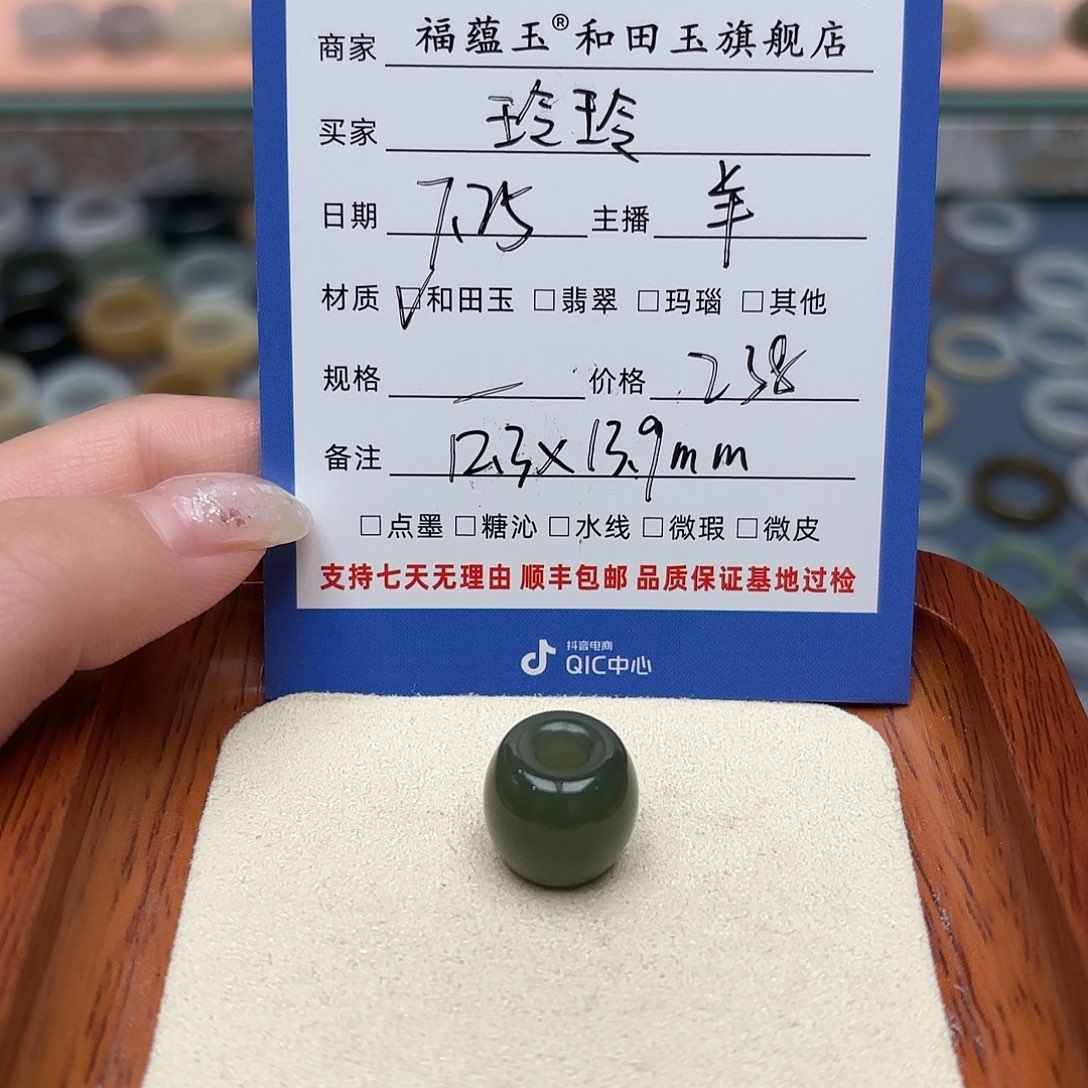 商家 福蕴玉®和田玉旗舰店
买家 玲玲
日期 7.25 主播 羊
材质 ☑和田玉 □翡翠 □玛瑙 □其他
规格 — 价格 238
备注 12.3×13.9mm
□点墨 □糖沁 □水线 □微瑕 □微皮
支持七天无理由 顺丰包邮 品质保证基地过检
抖音电商
QIC中心